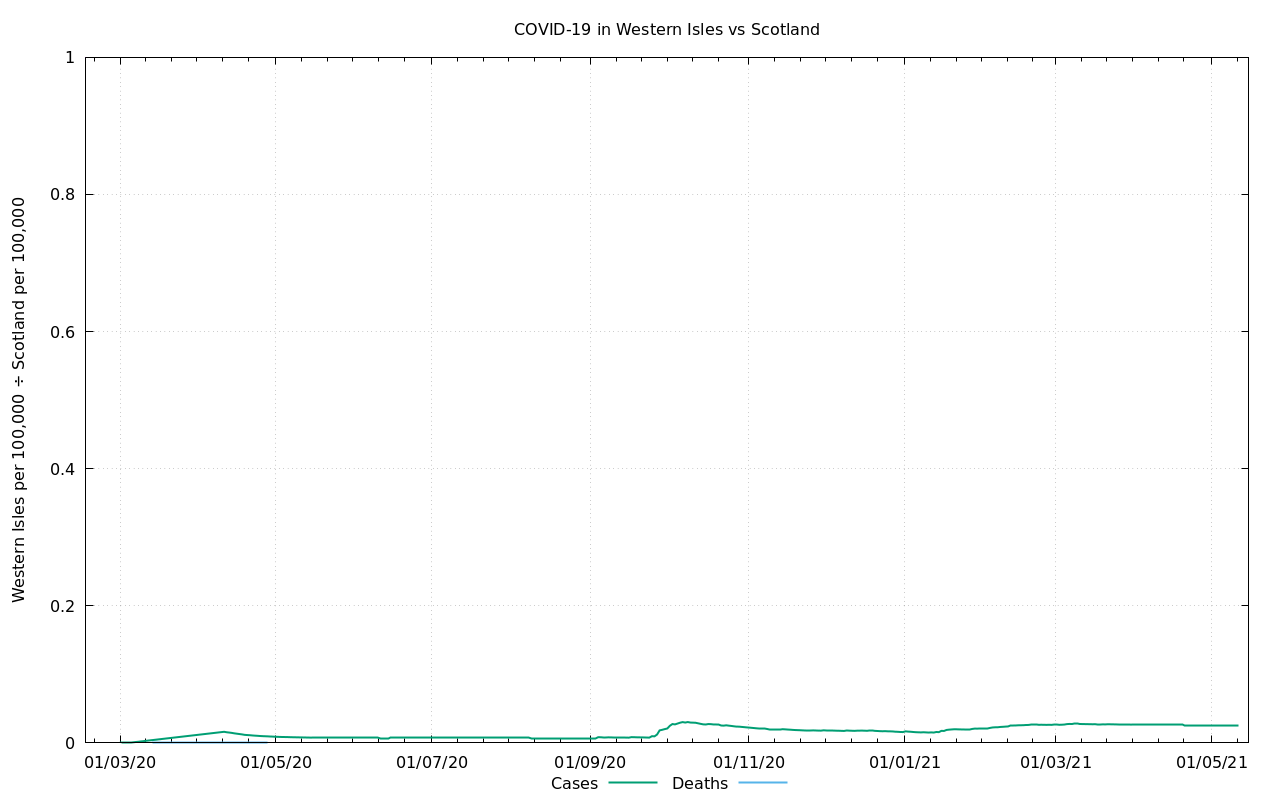 COVID-19 in Western Isles vs Scotland
Western Isles per 100,000 ÷ Scotland per 100,000
1
0.8
0.6
0.4
0.2
0
01/03/20 01/05/20 01/07/20 01/09/20 01/11/20 01/01/21 01/03/21 01/05/21
Cases Deaths